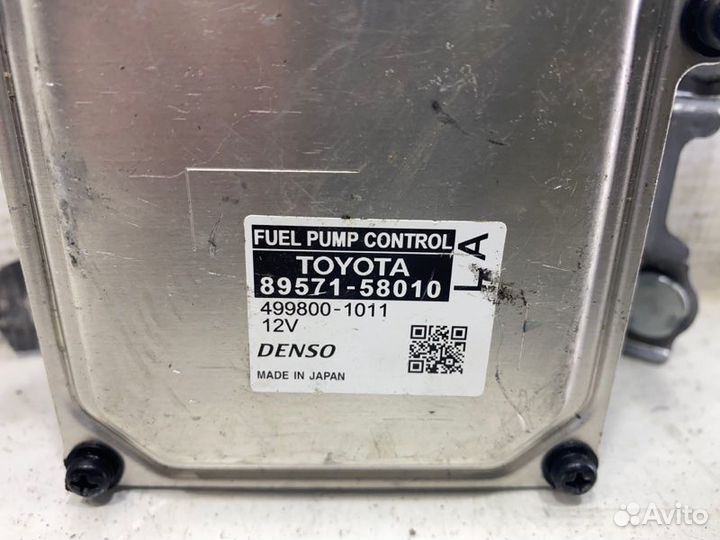 FUEL PUMP CONTROL
TOYOTA
89571-58010
LA
499800-1011
12V
DENSO
MADE IN JAPAN
Avito